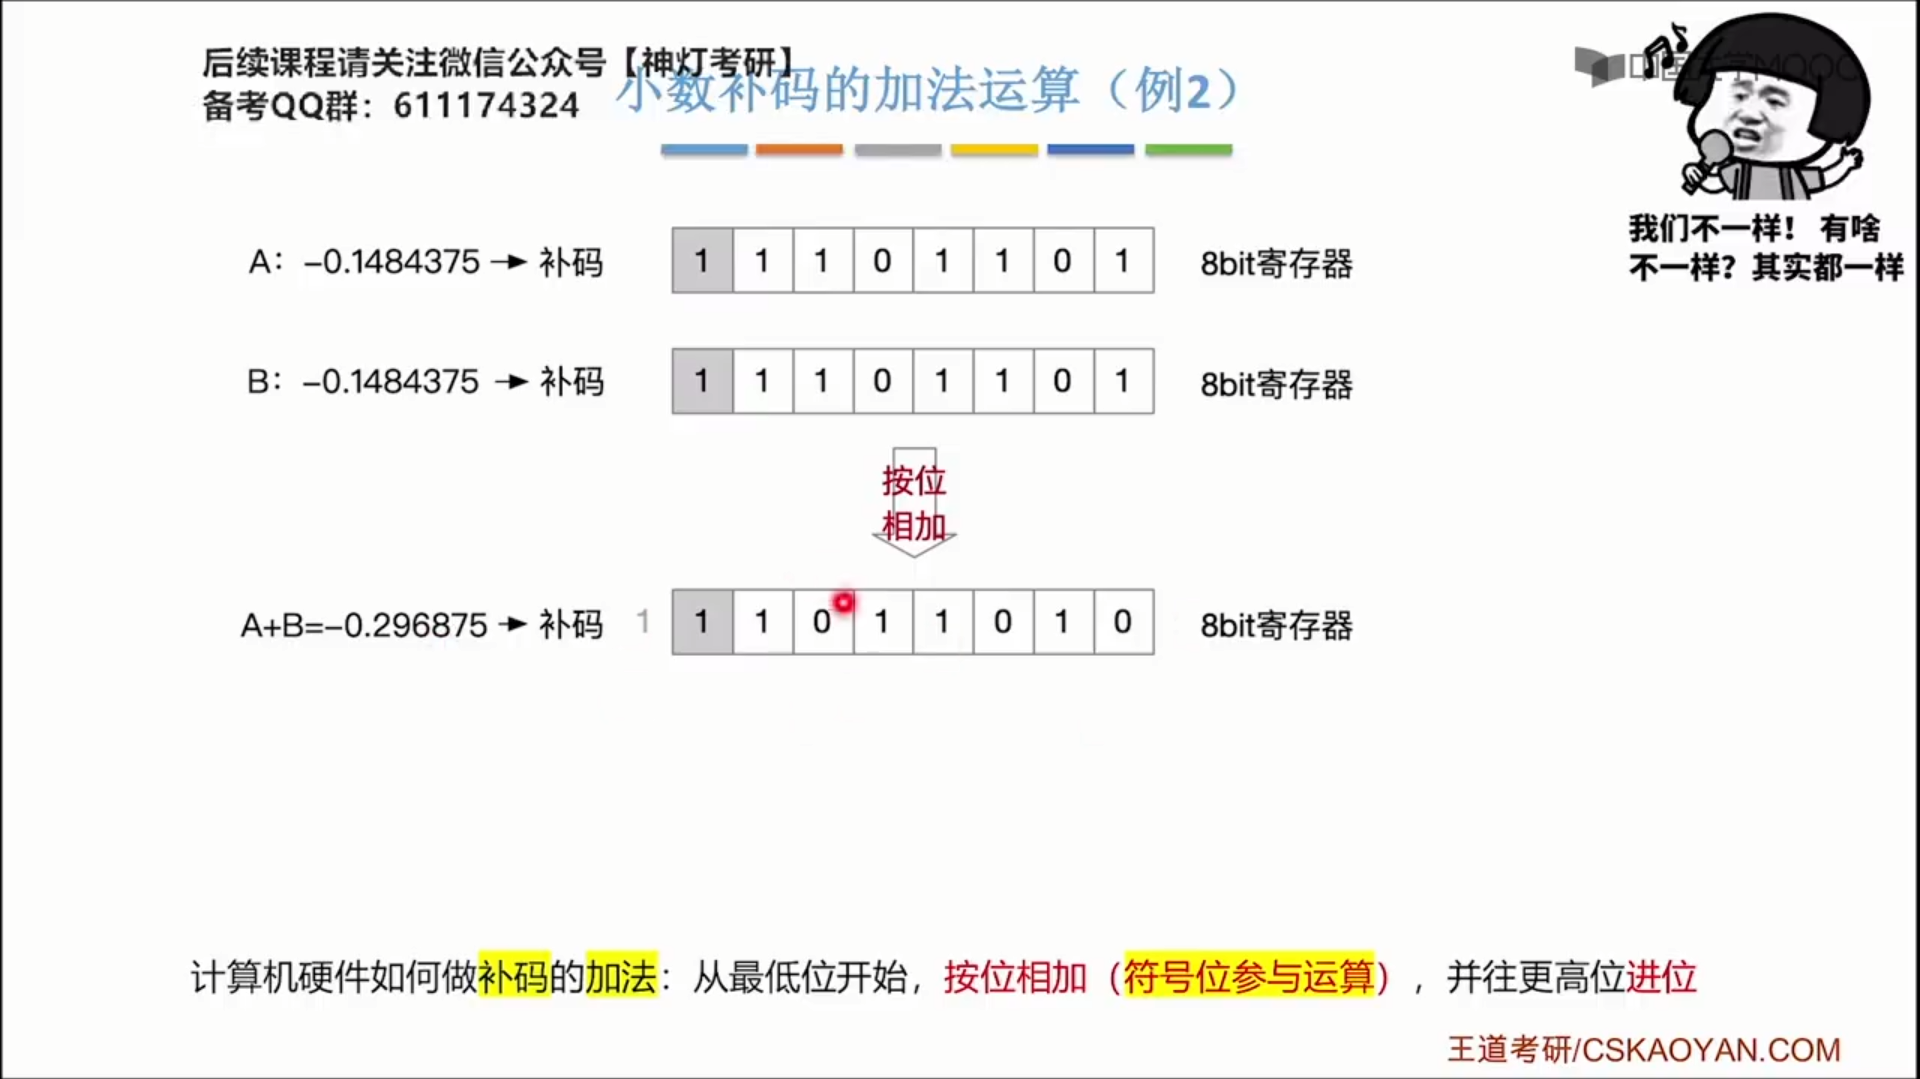 后续课程请关注微信公众号【神灯考研】
备考QQ群：611174324
小数补码的加法运算（例2）
中国大学MOOC
我们不一样！ 有啥
不一样？其实都一样
A： −0.1484375 → 补码 1 1 1 0 1 1 0 1 8bit寄存器
B： −0.1484375 → 补码 1 1 1 0 1 1 0 1 8bit寄存器
按位
相加
A+B=−0.296875 → 补码 1 1 1 0 1 1 0 1 0 8bit寄存器
计算机硬件如何做补码的加法：从最低位开始，按位相加（符号位参与运算），并往更高位进位
王道考研/CSKAOYAN.COM